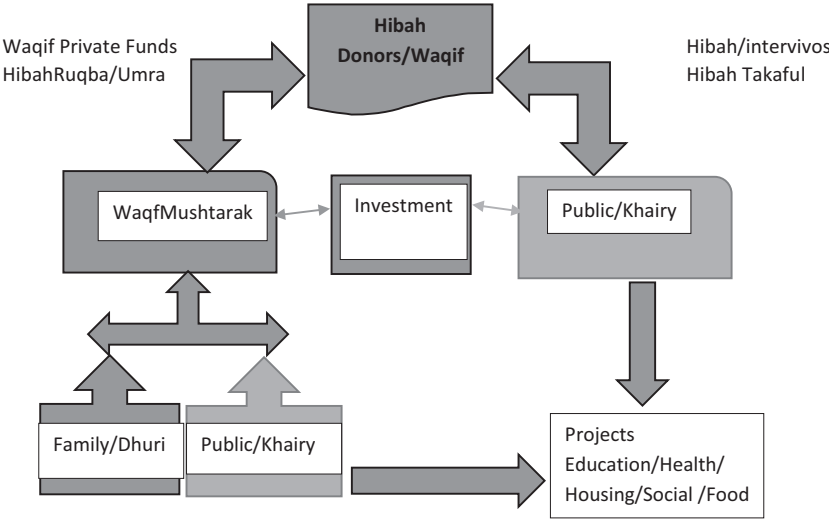 Hibah
Donors/Waqif
Waqif Private Funds
HibahRuqba/Umra
Hibah/intervivos
Hibah Takaful
WaqfMushtarak
Investment
Public/Khairy
Family/Dhuri
Public/Khairy
Projects
Education/Health/
Housing/Social /Food